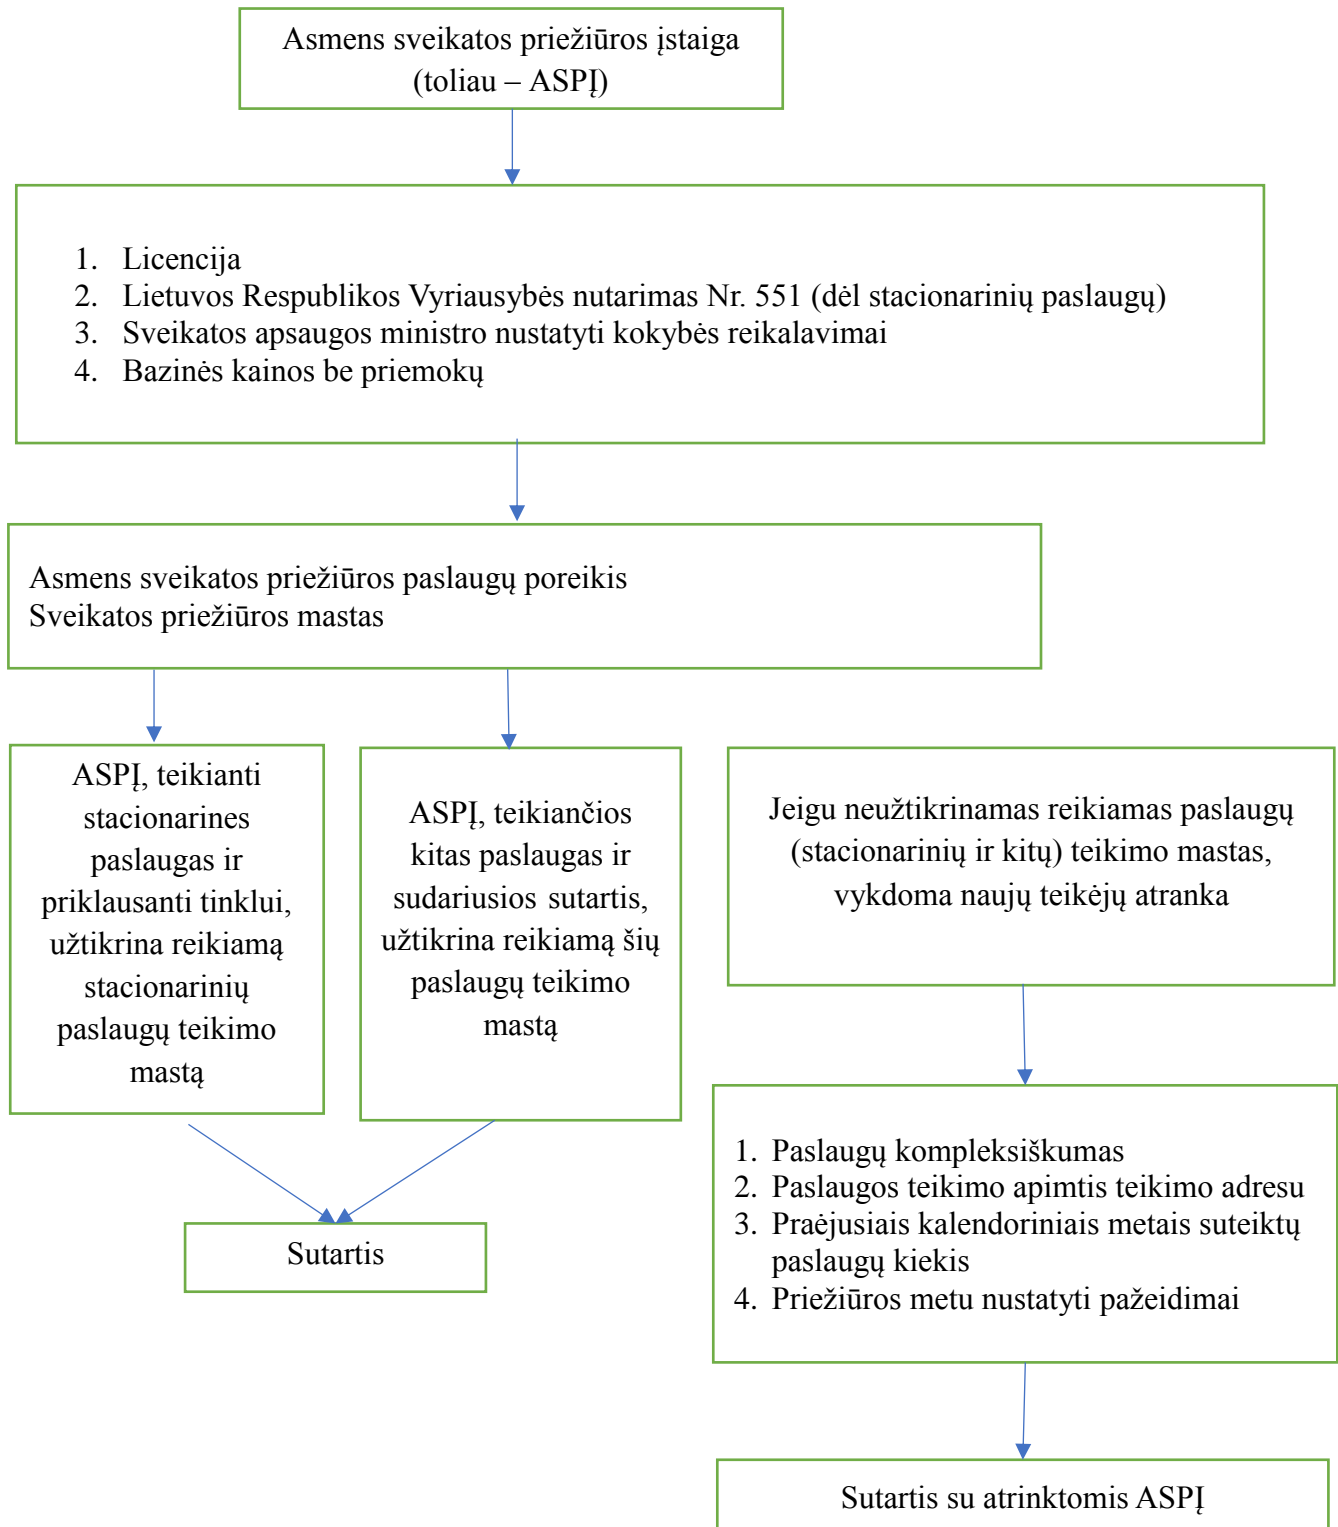 Asmens sveikatos priežiūros įstaiga
(toliau – ASPĮ)
1. Licencija
2. Lietuvos Respublikos Vyriausybės nutarimas Nr. 551 (dėl stacionarinių paslaugų)
3. Sveikatos apsaugos ministro nustatyti kokybės reikalavimai
4. Bazinės kainos be priemokų
Asmens sveikatos priežiūros paslaugų poreikis
Sveikatos priežiūros mastas
ASPĮ, teikianti
stacionarines
paslaugas ir
priklausanti tinklui,
užtikrina reikiamą
stacionarinių
paslaugų teikimo
mastą
ASPĮ, teikiančios
kitas paslaugas ir
sudariusios sutartis,
užtikrina reikiamą šių
paslaugų teikimo
mastą
Jeigu neužtikrinamas reikiamas paslaugų
(stacionarinių ir kitų) teikimo mastas,
vykdoma naujų teikėjų atranka
Sutartis
1. Paslaugų kompleksiškumas
2. Paslaugos teikimo apimtis teikimo adresu
3. Praėjusiais kalendoriniais metais suteiktų
paslaugų kiekis
4. Priežiūros metu nustatyti pažeidimai
Sutartis su atrinktomis ASPĮ